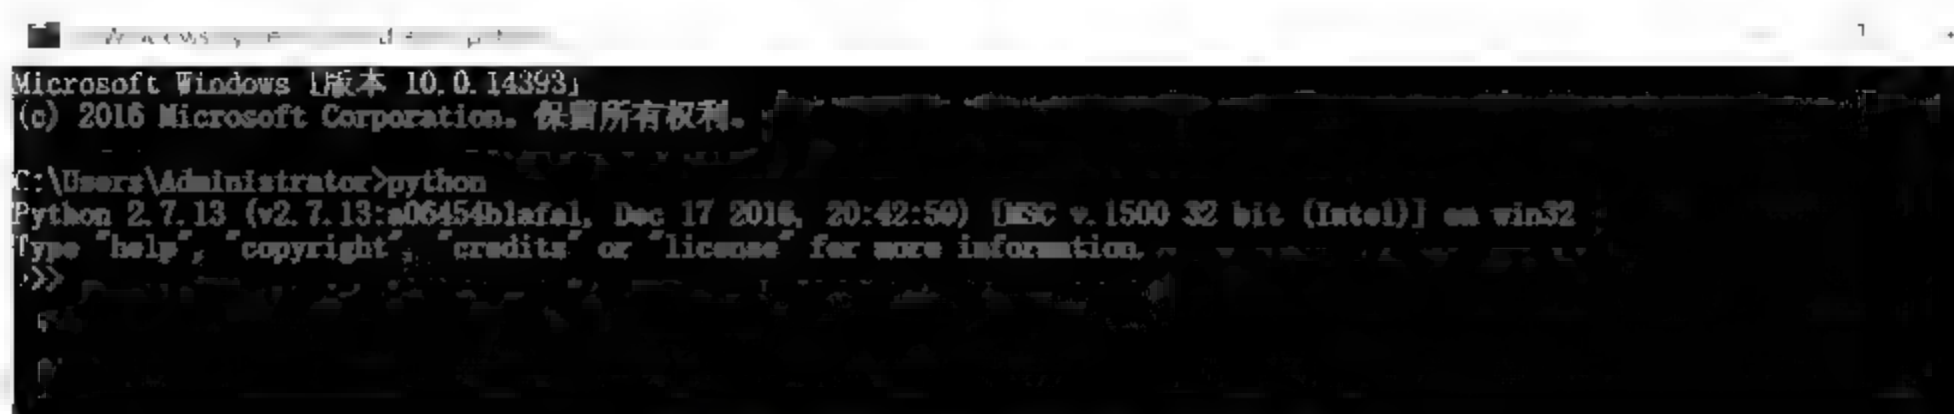 Microsoft Windows [版本 10.0.14393]
(c) 2016 Microsoft Corporation。保留所有权利。
C:\Users\Administrator>python
Python 2.7.13 (v2.7.13:a06454b1afa1, Dec 17 2016, 20:42:59) [MSC v.1500 32 bit (Intel)] on win32
Type "help", "copyright", "credits" or "license" for more information.
>>>